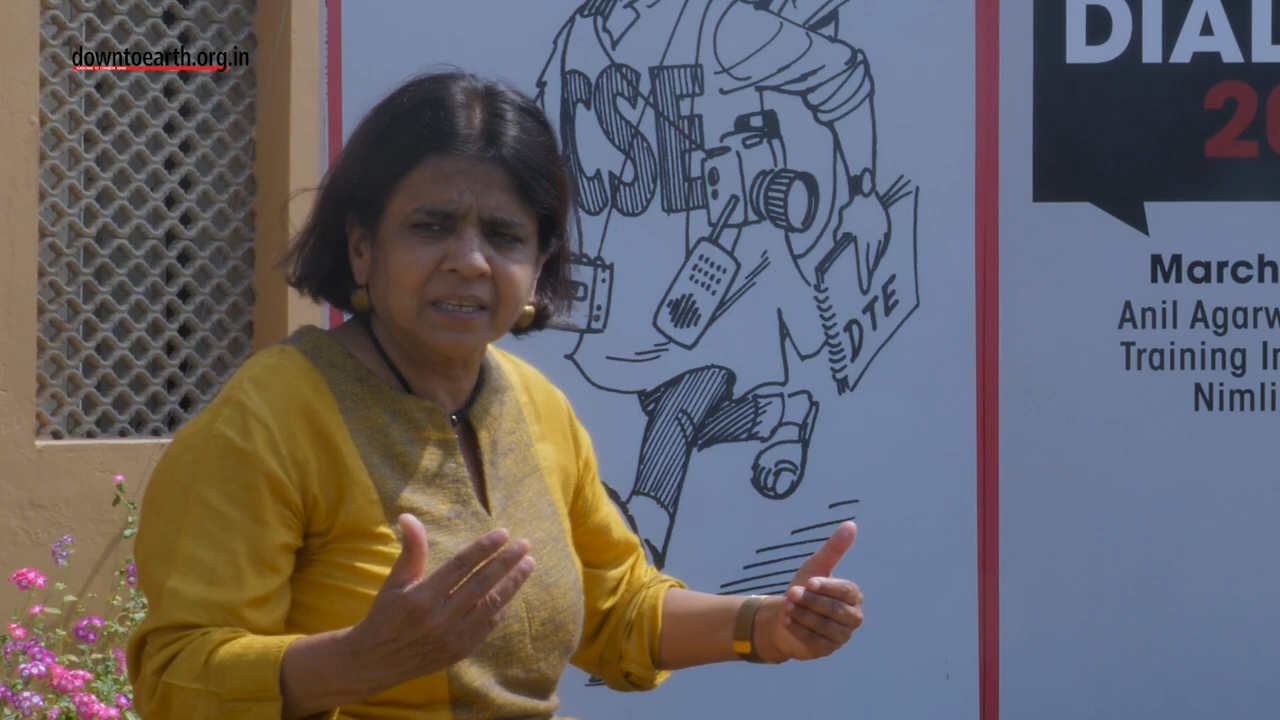 downtoearth.org.in
CSE
DTE
DIAL
20
March
Anil Agarw
Training In
Nimli